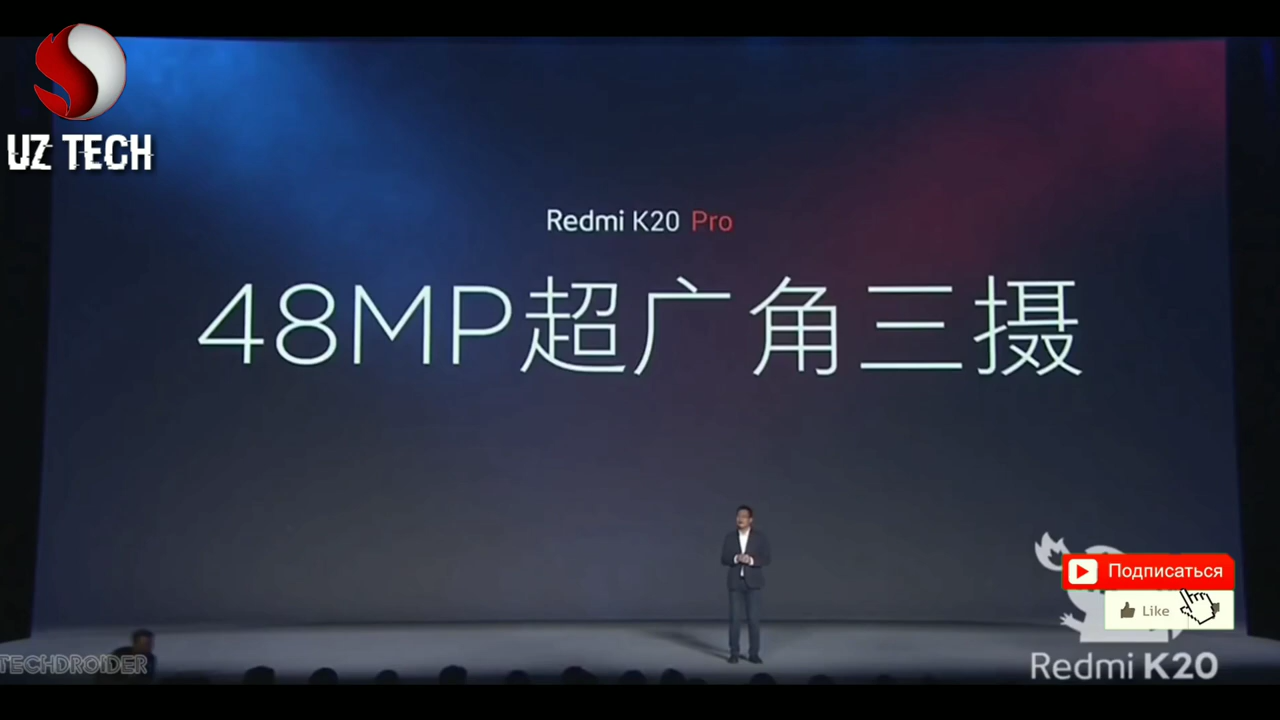 UZ TECH
Redmi K20 Pro
48MP超广角三摄
Подписаться
Like
TECHDROIDER
Redmi K20